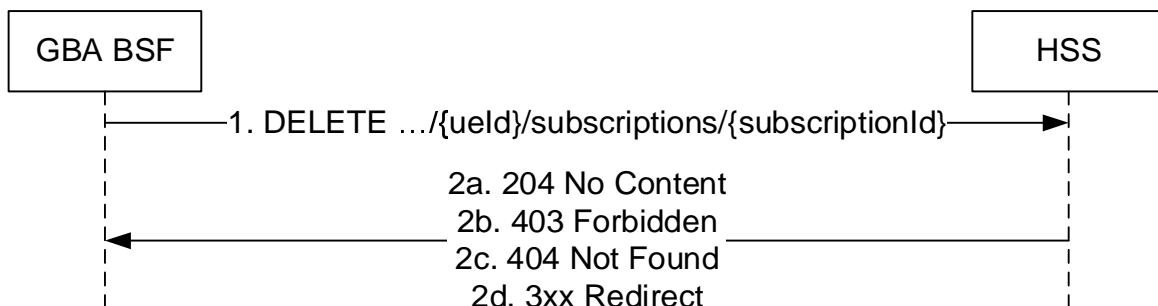 GBA BSF
HSS
1. DELETE …/{ueId}/subscriptions/{subscriptionId}
2a. 204 No Content
2b. 403 Forbidden
2c. 404 Not Found
2d. 3xx Redirect